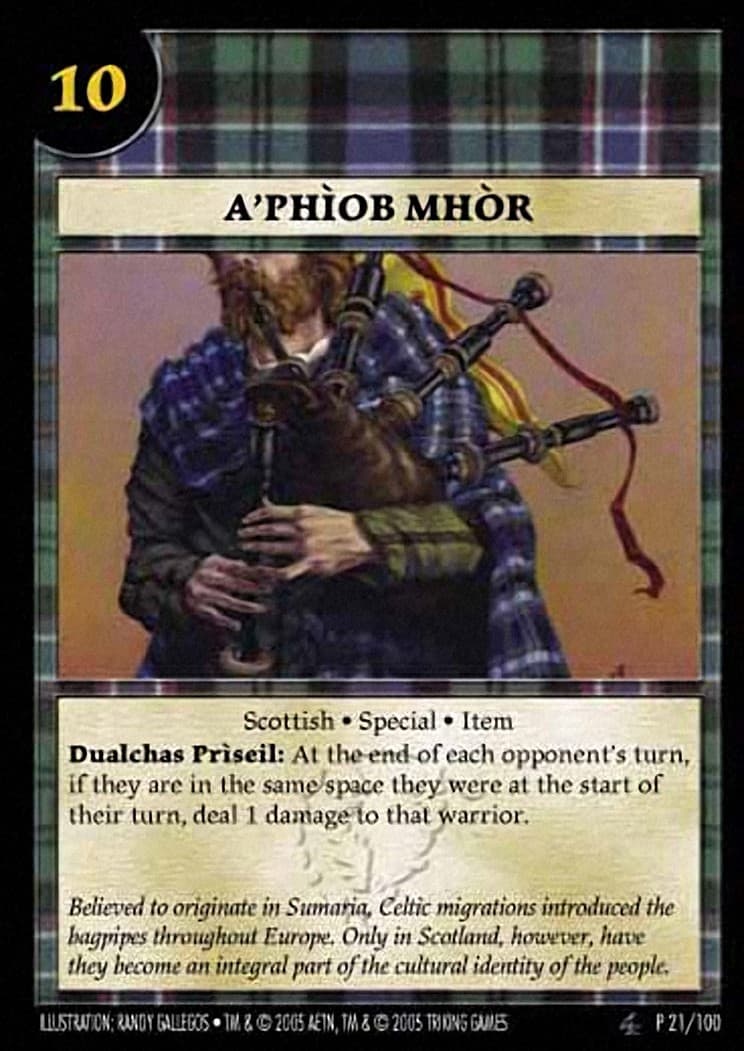 10
A'PHÌOB MHÒR
Scottish • Special • Item
Dualchas Prìseil: At the end of each opponent's turn,
if they are in the same space they were at the start of
their turn, deal 1 damage to that warrior.
Believed to originate in Sumaria, Celtic migrations introduced the
bagpipes throughout Europe. Only in Scotland, however, have
they become an integral part of the cultural identity of the people.
ILLUSTRATION: RANDY GALLEGOS • TM & © 2005 AETN, TM & © 2005 TRIKING GAMES P 21/100